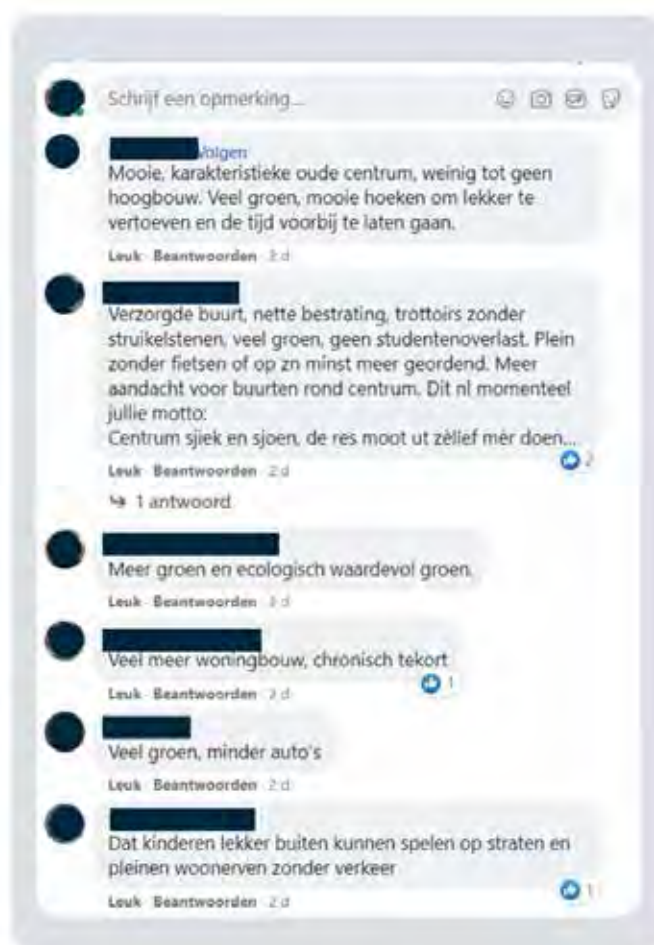 Schrijf een opmerking...
Volgen
Mooie, karakteristieke oude centrum, weinig tot geen
hoogbouw. Veel groen, mooie hoeken om lekker te
vertoeven en de tijd voorbij te laten gaan.
Leuk Beantwoorden 2 d
Verzorgde buurt, nette bestrating, trottoirs zonder
struikelstenen, veel groen, geen studentenoverlast. Plein
zonder fietsen of op zn minst meer geordend. Meer
aandacht voor buurten rond centrum. Dit nl momenteel
jullie motto:
Centrum sjiek en sjoen, de res moot ut zèlief mèr doen...
2
Leuk Beantwoorden 2 d
1 antwoord
Meer groen en ecologisch waardevol groen.
Leuk Beantwoorden 2 d
Veel meer woningbouw, chronisch tekort
1
Leuk Beantwoorden 2 d
Veel groen, minder auto's
Leuk Beantwoorden 2 d
Dat kinderen lekker buiten kunnen spelen op straten en
pleinen woonerven zonder verkeer
1
Leuk Beantwoorden 2 d